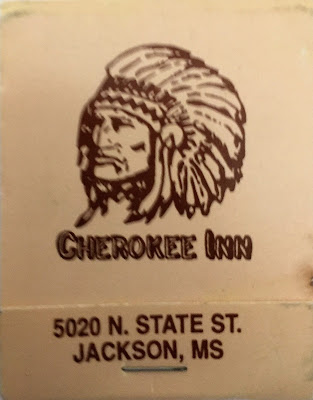 CHEROKEE INN
5020 N. STATE ST.
JACKSON, MS